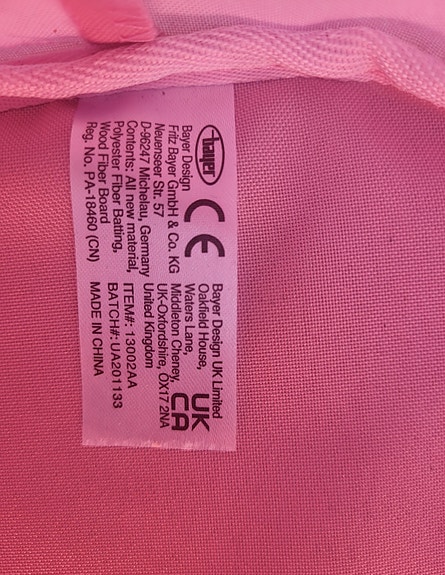 bayer
CE
Bayer Design
Fritz Bayer GmbH & Co. KG
Neuenseer Str. 57
D-96247 Michelau, Germany
Contents: All new material,
Polyester Fiber Batting,
Wood Fiber Board
Reg. No. PA-18460 (CN)
Bayer Design UK Limited
Oakfield House,
Waters Lane,
Middleton Cheney,
UK-Oxfordshire, OX17 2NA
United Kingdom
UK
CA
ITEM#: 13002AA
BATCH#: UA201133
MADE IN CHINA